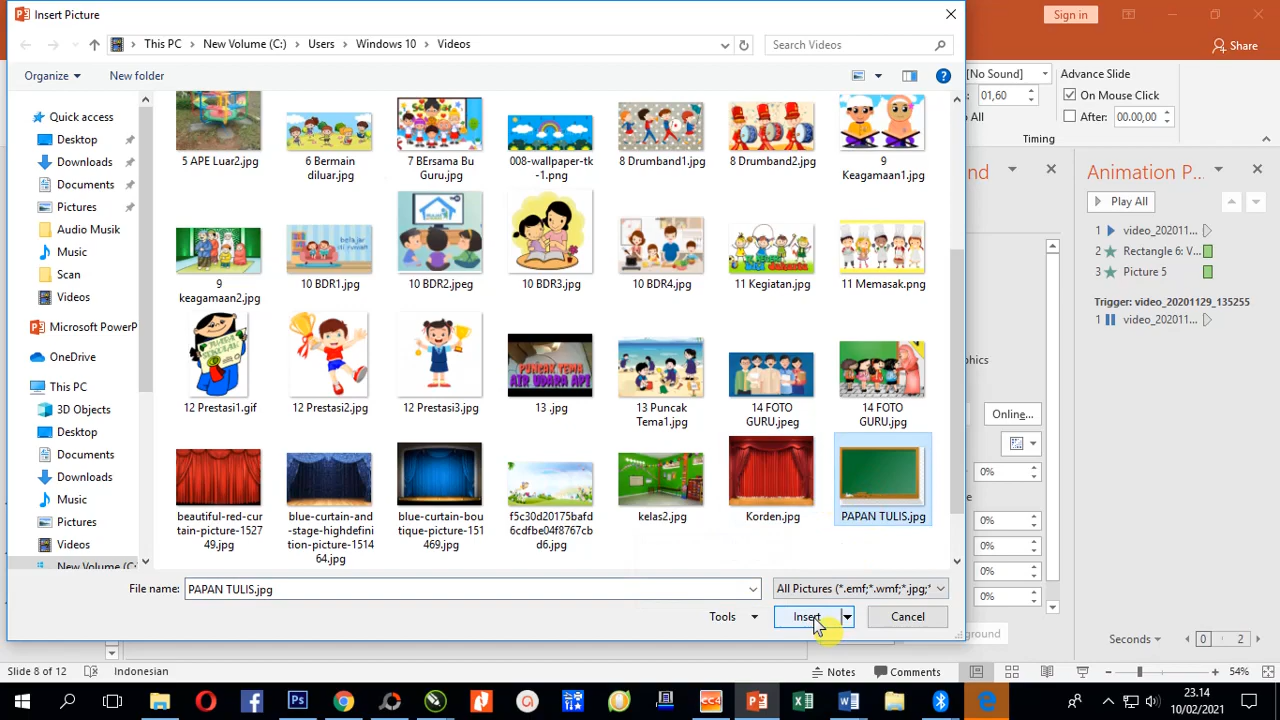 Insert Picture
Sign in
Share
This PC > New Volume (C:) > Users > Windows 10 > Videos
Search Videos
Organize
New folder
[No Sound]
Advance Slide
01,60
On Mouse Click
After: 00.00,00
Timing
Quick access
Desktop
Downloads
Documents
Pictures
Audio Musik
Music
Scan
Videos
Microsoft PowerP
OneDrive
This PC
3D Objects
Desktop
Downloads
Documents
Music
Pictures
Videos
New Volume (C:
5 APE Luar2.jpg
6 Bermain diluar.jpg
7 BErsama Bu Guru.jpg
008-wallpaper-tk-1.png
8 Drumband1.jpg
8 Drumband2.jpg
9 Keagamaan1.jpg
9 keagamaan2.jpg
10 BDR1.jpg
10 BDR2.jpeg
10 BDR3.jpg
10 BDR4.jpg
11 Kegiatan.jpg
11 Memasak.png
12 Prestasi1.gif
12 Prestasi2.jpg
12 Prestasi3.jpg
PUNCAK TEMA
AIR UDARA API
13 .jpg
13 Puncak Tema1.jpg
14 FOTO GURU.jpeg
14 FOTO GURU.jpg
beautiful-red-curtain-picture-152749.jpg
blue-curtain-and-stage-highdefinition-picture-151464.jpg
blue-curtain-boutique-picture-151469.jpg
f5c30d20175bafd6cdfbe04f8767cbd6.jpg
kelas2.jpg
Korden.jpg
PAPAN TULIS.jpg
File name: PAPAN TULIS.jpg
All Pictures (*.emf;*.wmf;*.jpg;*
Tools
Insert
Cancel
nd
Animation P...
Play All
1 video_202011...
2 Rectangle 6: V...
3 Picture 5
Trigger: video_20201129_135255
1 video_202011...
Online...
0%
0%
0%
0%
0%
Seconds
0 2
Slide 8 of 12
Indonesian
Notes
Comments
54%
23.14
10/02/2021